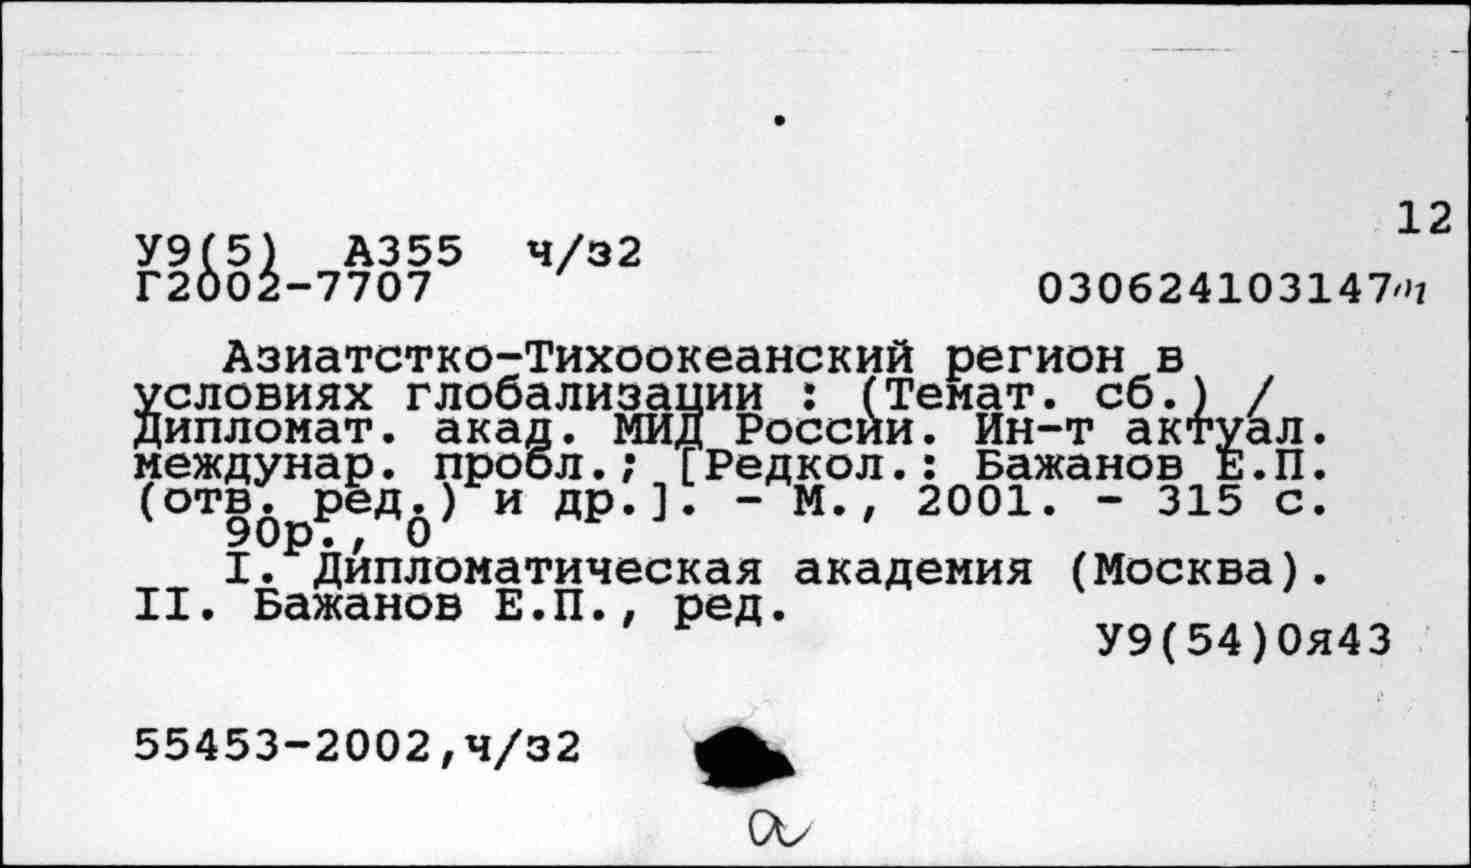 12
У9(5) А355 ч/з2
Г2002-7707 030624103147
Азиатстко-Тихоокеанский регион в
условиях глобализации : (Темат. сб.) /
Дипломат. акад. МИД России. Ин-т актуал.
междунар. пробл.; [Редкол.: Бажанов Е.П.
(отв. ред.) и др.]. - М., 2001. - 315 с.
90р., 0
I. Дипломатическая академия (Москва).
II. Бажанов Е.П., ред.
У9(54)0я43
55453-2002,ч/з2